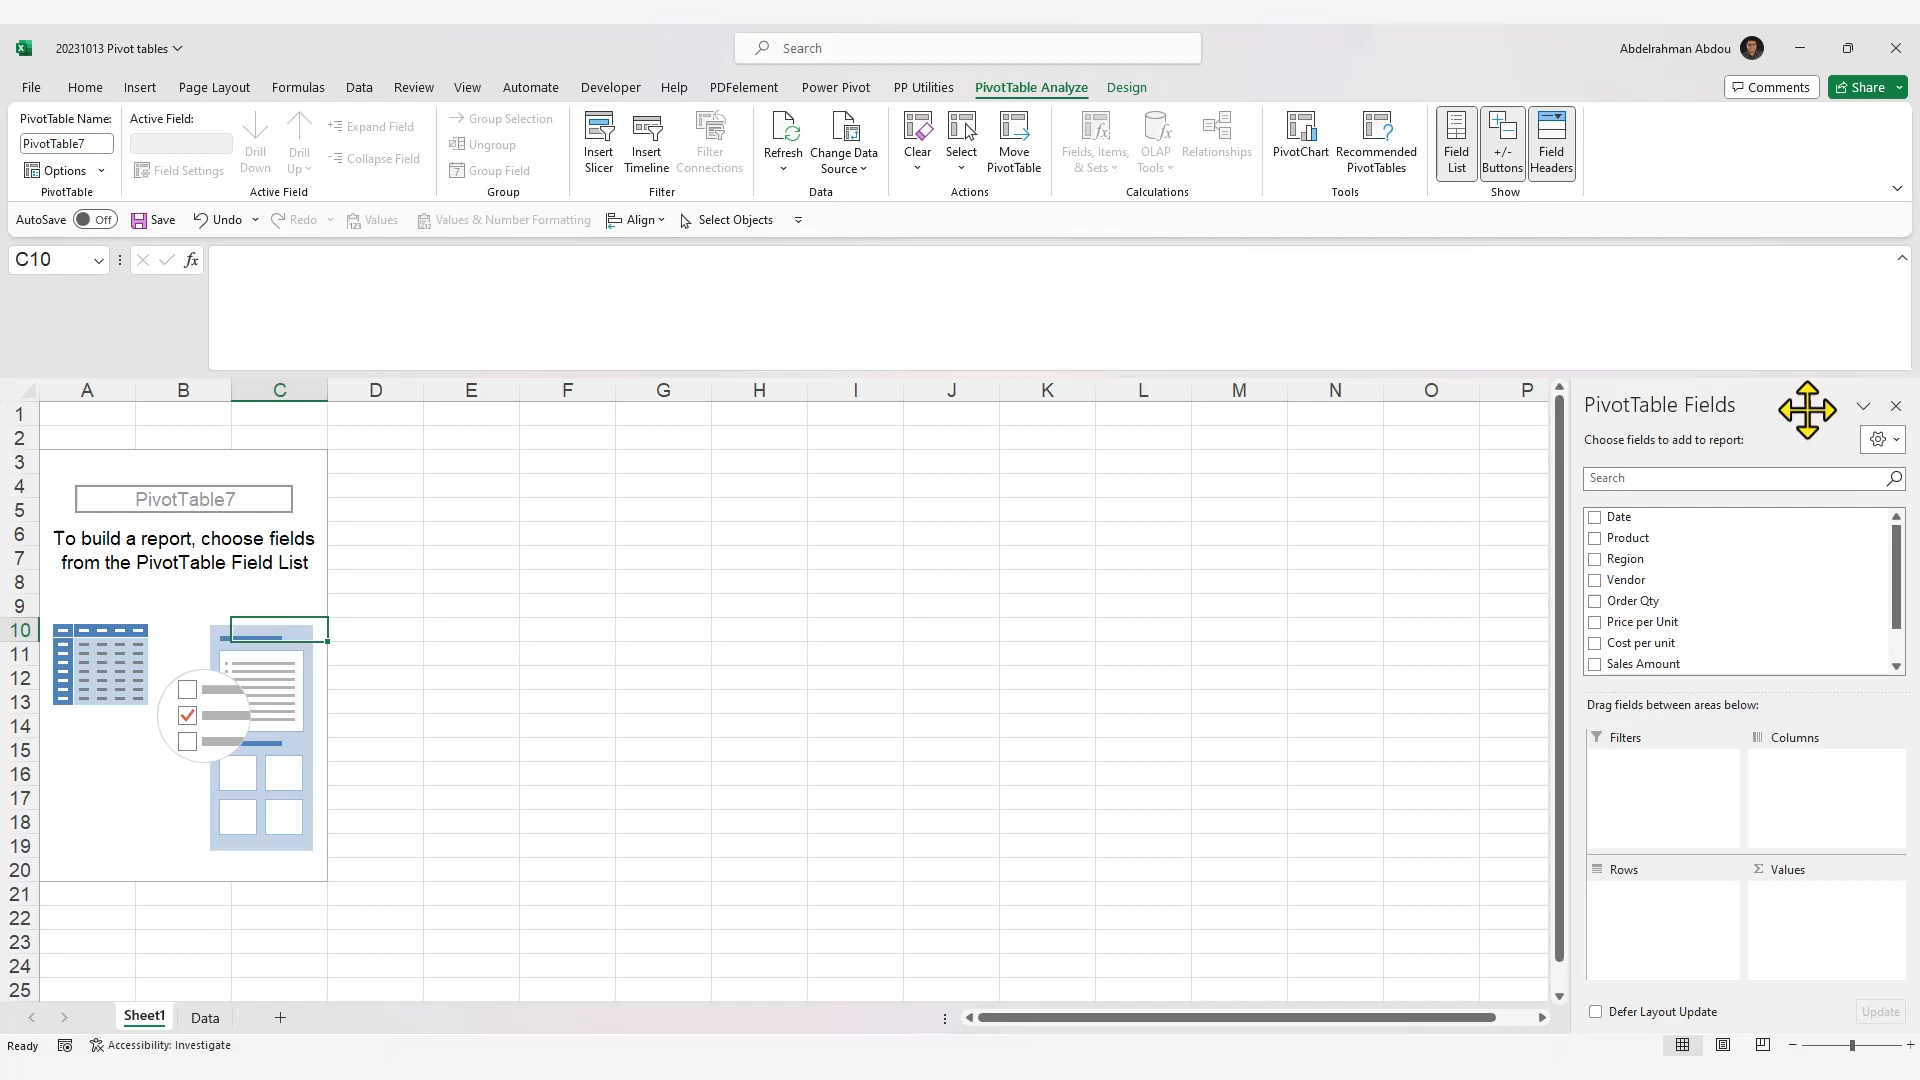 20231013 Pivot tables
Search
Abdelrahman Abdou
File Home Insert Page Layout Formulas Data Review View Automate Developer Help PDFelement Power Pivot PP Utilities PivotTable Analyze Design Comments Share
PivotTable Name:
PivotTable7
Options
PivotTable
Active Field:
Field Settings
Drill Down
Drill Up
Expand Field
Collapse Field
Active Field
Group Selection
Ungroup
Group Field
Group
Insert Slicer
Insert Timeline
Filter Connections
Filter
Refresh
Change Data Source
Data
Clear
Select
Move PivotTable
Actions
Fields, Items, & Sets
OLAP Tools
Relationships
Calculations
PivotChart
Recommended PivotTables
Tools
Field List
+/- Buttons
Field Headers
Show
AutoSave Off Save Undo Redo Values Values & Number Formatting Align Select Objects
C10 fx
A B C D E F G H I J K L M N O P
1
2
3
4
5
6
7
8
9
10
11
12
13
14
15
16
17
18
19
20
21
22
23
24
25
PivotTable7
To build a report, choose fields
from the PivotTable Field List
PivotTable Fields
Choose fields to add to report:
Search
Date
Product
Region
Vendor
Order Qty
Price per Unit
Cost per unit
Sales Amount
Drag fields between areas below:
Filters
Columns
Rows
Σ Values
Defer Layout Update
Update
Sheet1 Data
Ready Accessibility: Investigate